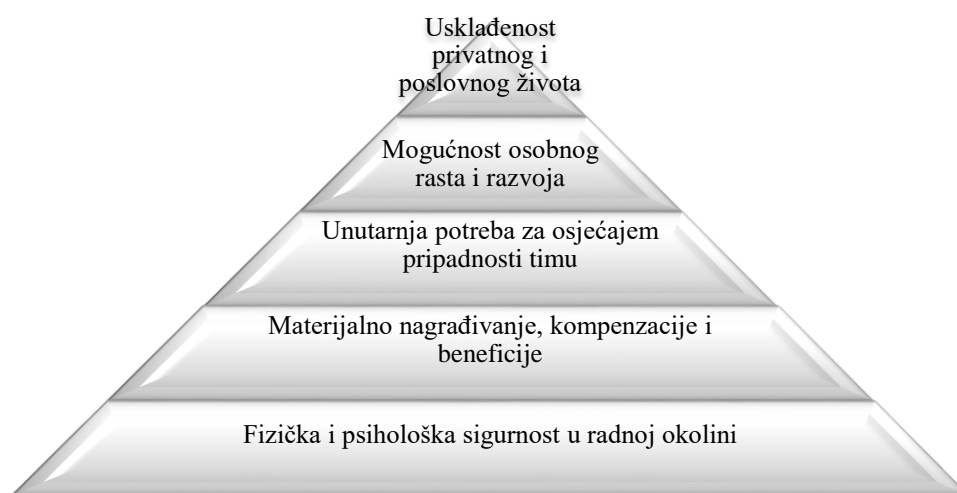 Usklađenost
privatnog i
poslovnog života
Mogućnost osobnog
rasta i razvoja
Unutarnja potreba za osjećajem
pripadnosti timu
Materijalno nagrađivanje, kompenzacije i
beneficije
Fizička i psihološka sigurnost u radnoj okolini